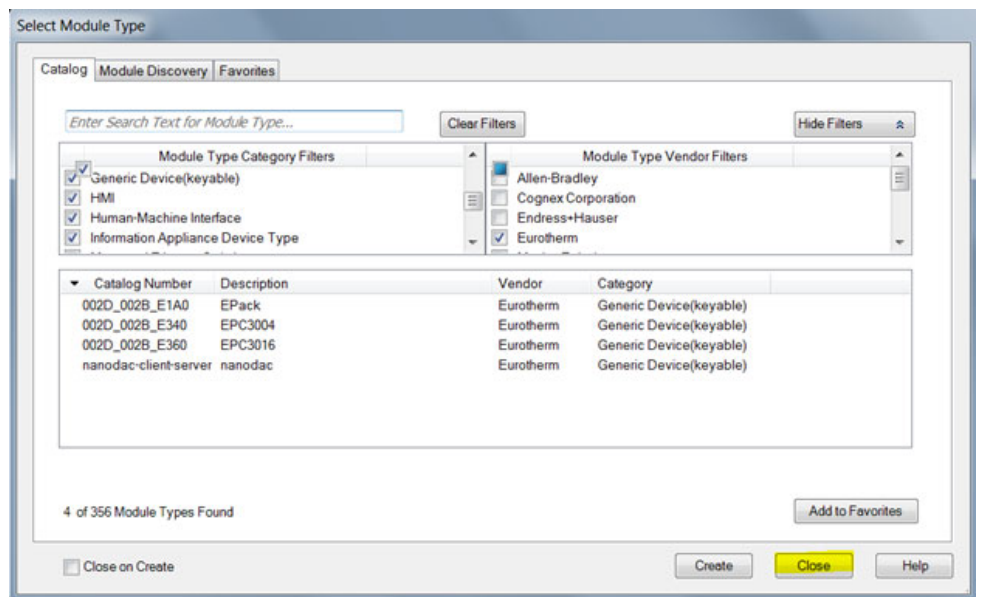 Select Module Type
Catalog Module Discovery Favorites
Enter Search Text for Module Type... Clear Filters Hide Filters
Module Type Category Filters Module Type Vendor Filters
Generic Device(keyable) Allen-Bradley
HMI Cognex Corporation
Human-Machine Interface Endress+Hauser
Information Appliance Device Type Eurotherm
Catalog Number Description Vendor Category
002D_002B_E1A0 EPack Eurotherm Generic Device(keyable)
002D_002B_E340 EPC3004 Eurotherm Generic Device(keyable)
002D_002B_E360 EPC3016 Eurotherm Generic Device(keyable)
nanodac-client-server nanodac Eurotherm Generic Device(keyable)
4 of 356 Module Types Found Add to Favorites
Close on Create Create Close Help